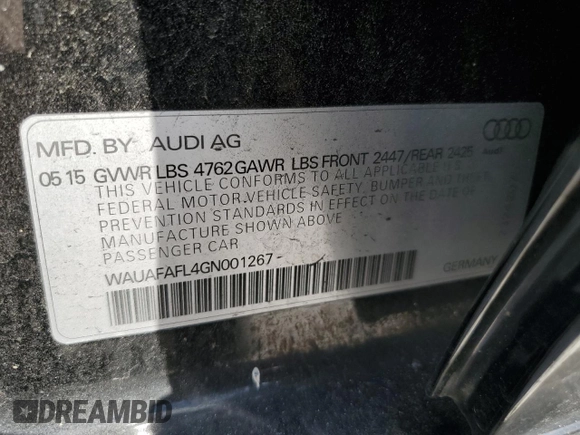 MFD. BY AUDI AG
Audi
05 15 GVWR LBS 4762 GAWR LBS FRONT 2447/REAR 2425
THIS VEHICLE CONFORMS TO ALL APPLICABLE U.S.
FEDERAL MOTOR VEHICLE SAFETY, BUMPER AND THEFT
PREVENTION STANDARDS IN EFFECT ON THE DATE OF
MANUFACTURE SHOWN ABOVE
PASSENGER CAR
WAUAFAFL4GN001267
GERMANY
DREAMBID